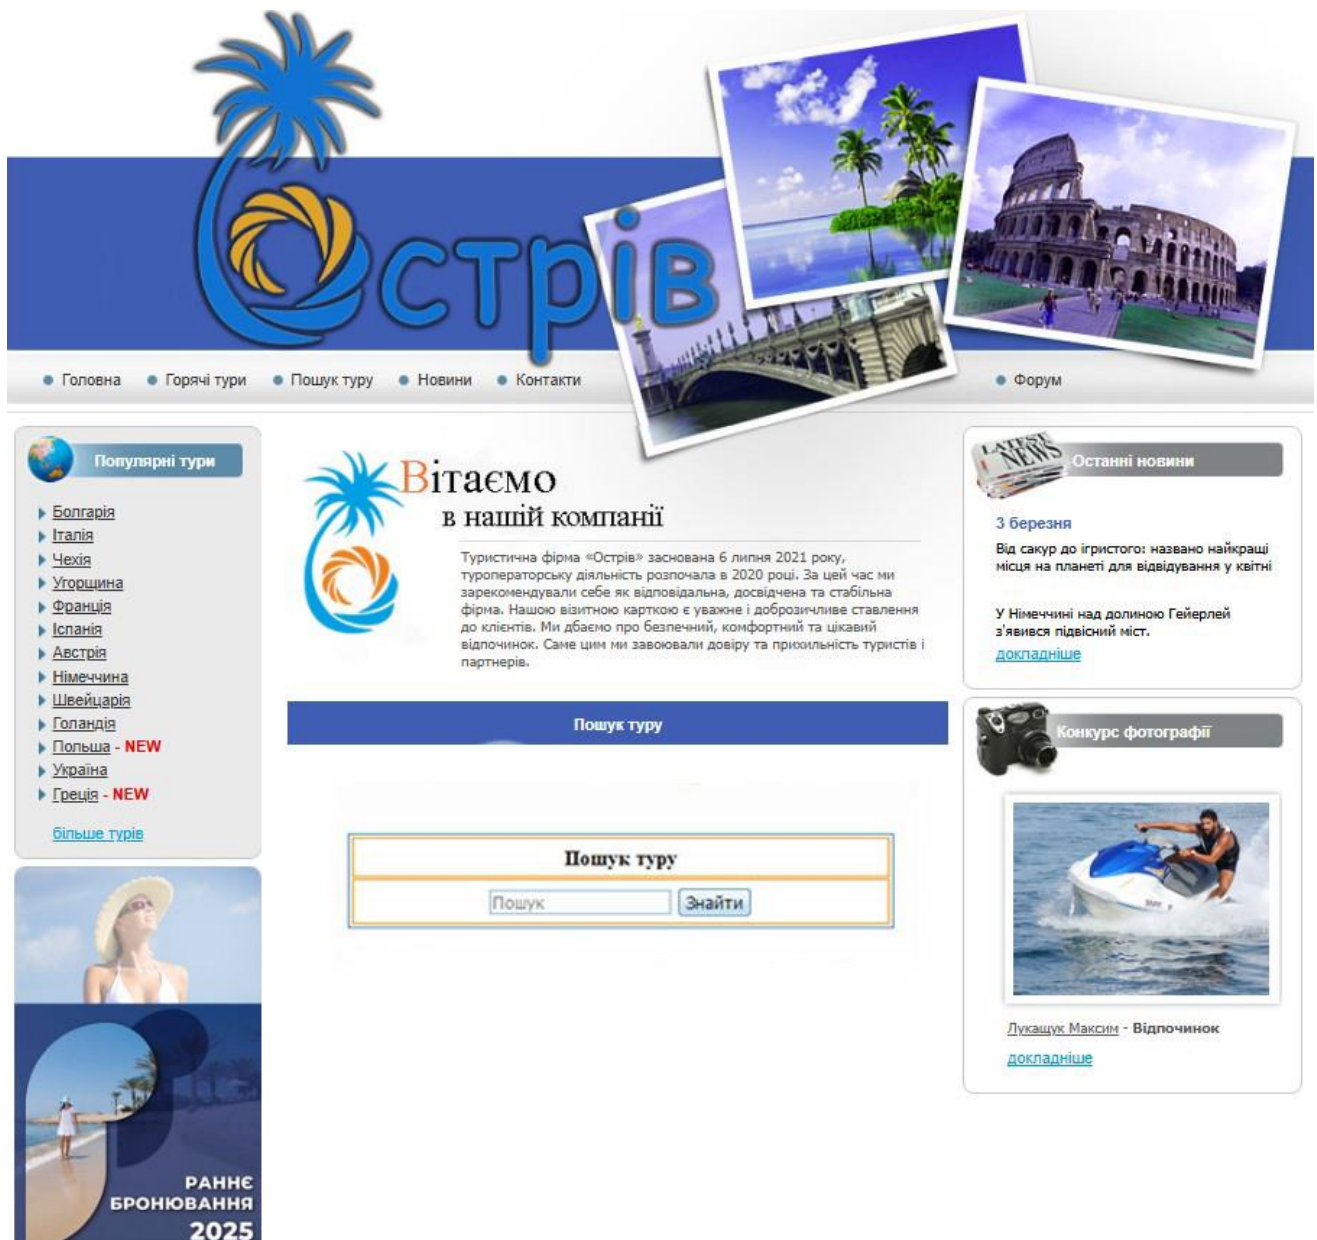 Острів
Головна
Горячі тури
Пошук туру
Новини
Контакти
Форум
Популярні тури
Болгарія
Італія
Чехія
Угорщина
Франція
Іспанія
Австрія
Німеччина
Швейцарія
Голандія
Польша - NEW
Україна
Греція - NEW
більше турів
РАННЄ
БРОНЮВАННЯ
2025
Вітаємо
в нашій компанії
Туристична фірма «Острів» заснована 6 липня 2021 року,
туроператорську діяльність розпочала в 2020 році. За цей час ми
зарекомендували себе як відповідальна, досвідчена та стабільна
фірма. Нашою візитною карткою є уважне і доброзичливе ставлення
до клієнтів. Ми дбаємо про безпечний, комфортний та цікавий
відпочинок. Саме цим ми завоювали довіру та прихильність туристів і
партнерів.
Пошук туру
Пошук туру
Пошук
Знайти
LATEST
NEWS
Останні новини
3 березня
Від сакур до ігристого: названо найкращі
місця на планеті для відвідування у квітні
У Німеччині над долиною Гейерлей
з'явився підвісний міст.
докладніше
Конкурс фотографії
Лукащук Максим - Відпочинок
докладніше